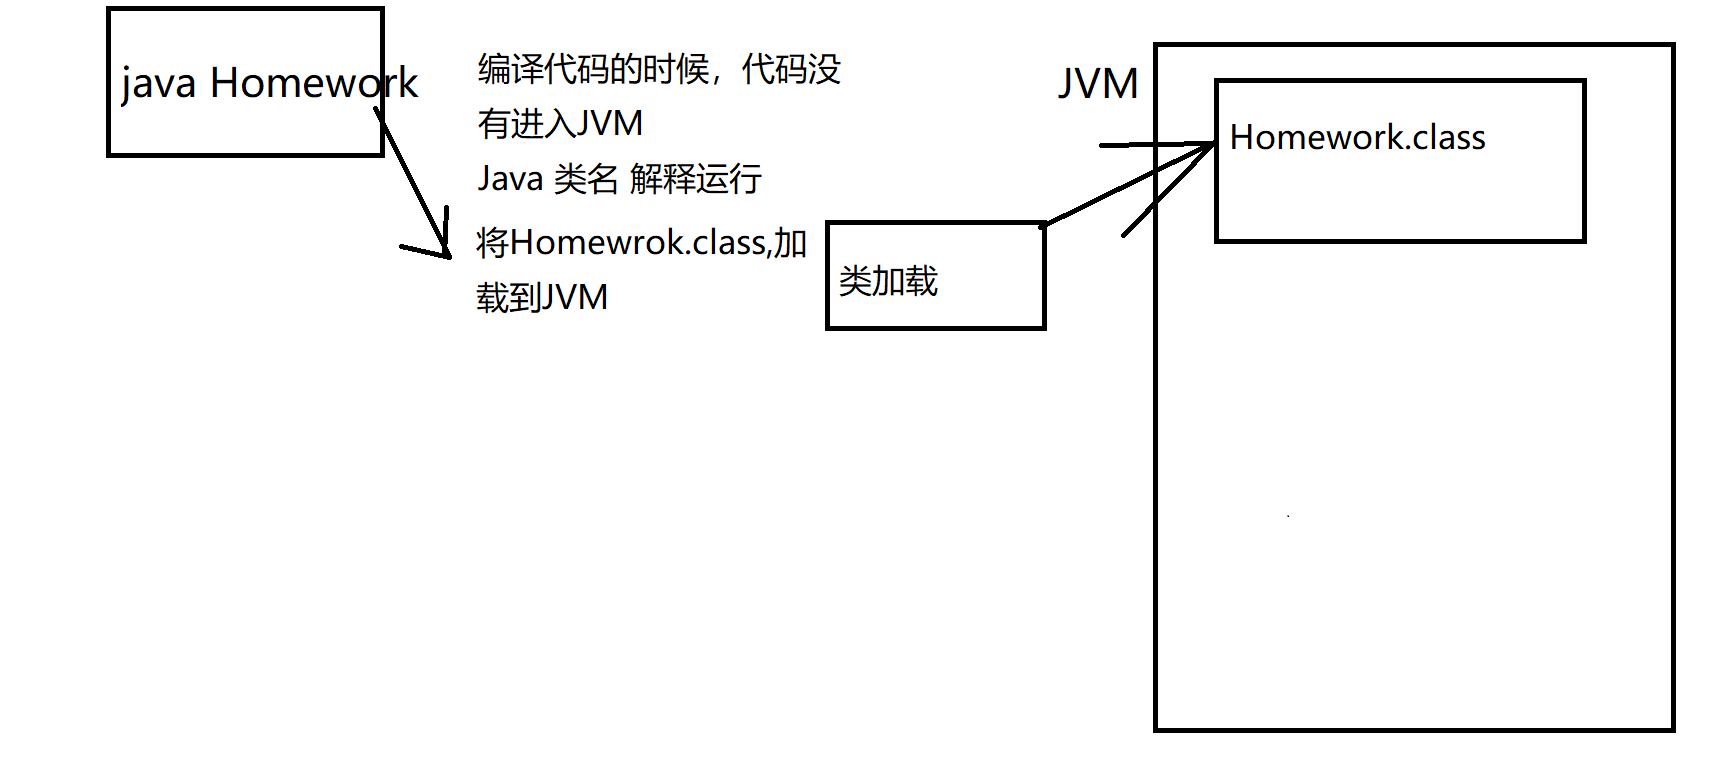 java Homework
编译代码的时候，代码没
有进入JVM
Java 类名 解释运行
将Homewrok.class,加
载到JVM
类加载
JVM
Homework.class